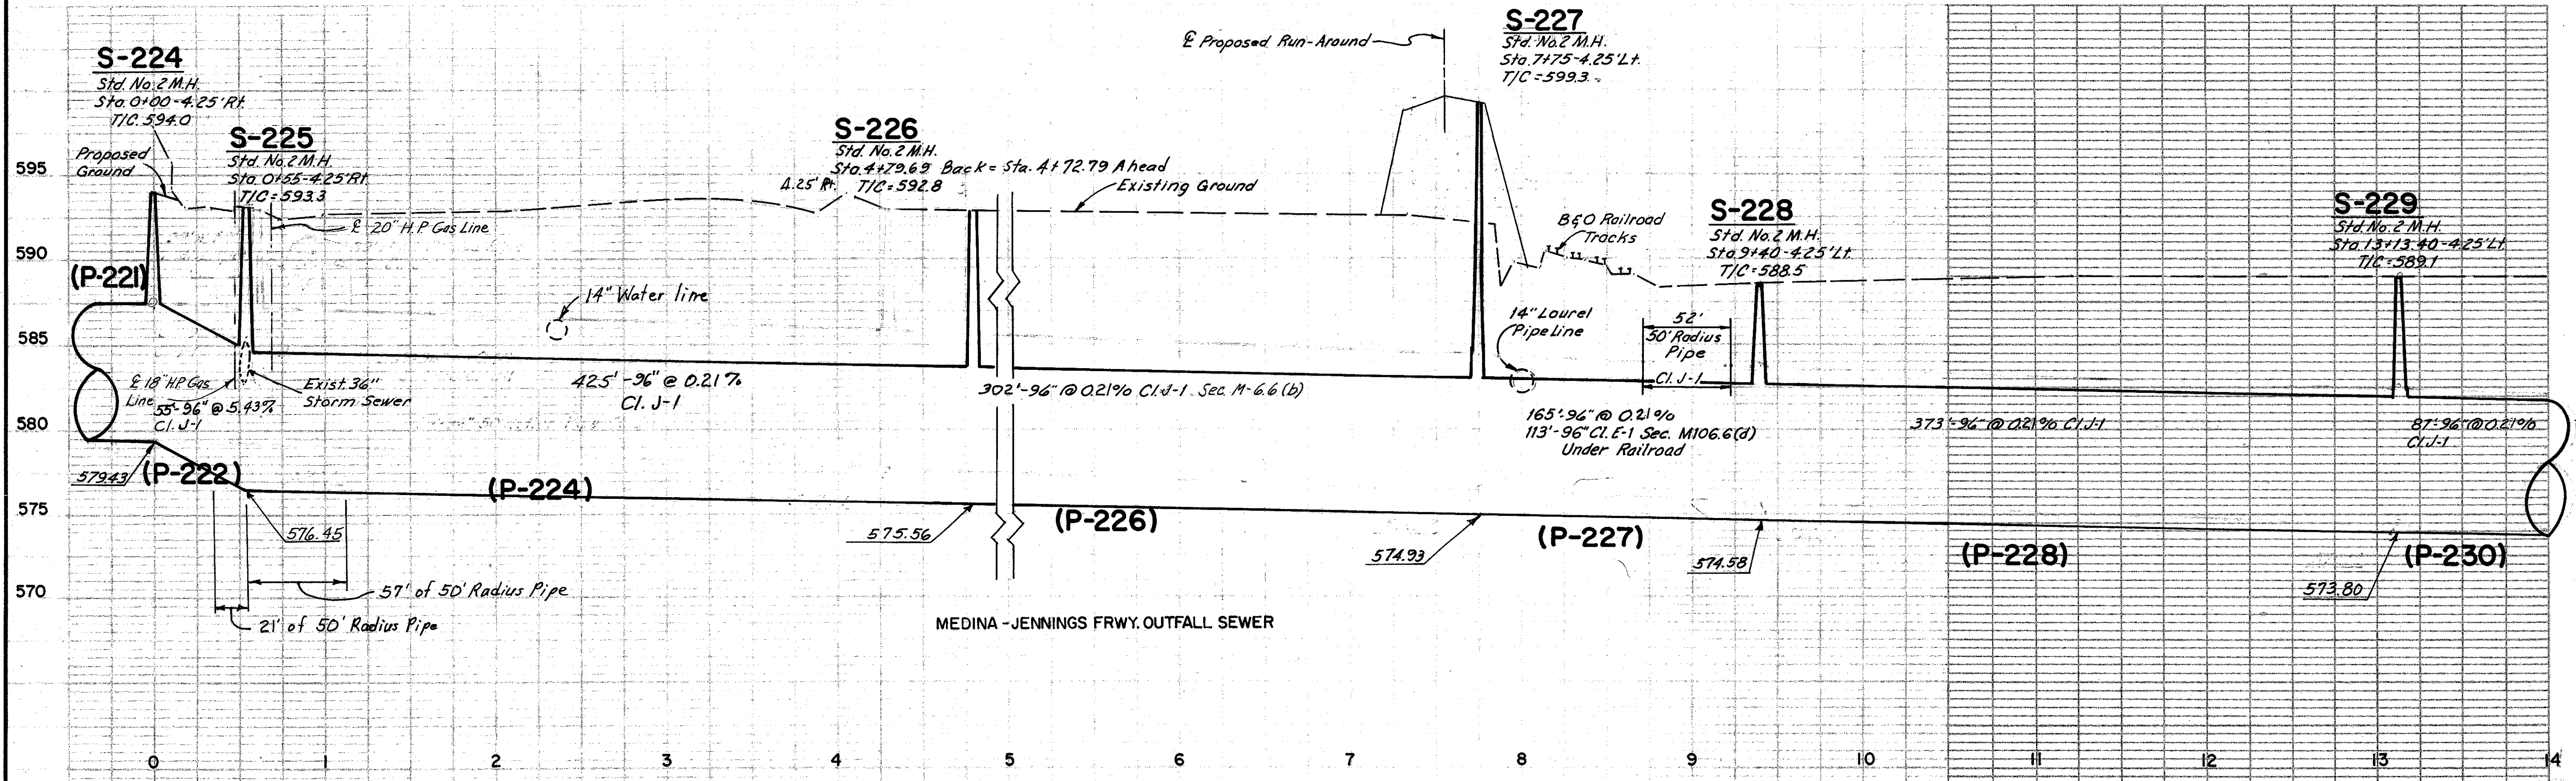 S-224
Std. No. 2 M.H.
Sta. 0+00-4.25' Rt.
T/C. 594.0
Proposed
Ground
S-225
Std. No. 2 M.H.
Sta. 0+55-4.25' Rt.
T/C=593.3
℄ 20" H.P. Gas Line
S-226
Std. No. 2 M.H.
Sta. 4+79.69 Back = Sta. 4+72.79 Ahead
4.25' Rt. T/C=592.8
Existing Ground
℄ Proposed Run-Around
S-227
Std. No. 2 M.H.
Sta. 7+75-4.25' Lt.
T/C=599.3
B&O Railroad
Tracks
S-228
Std. No. 2 M.H.
Sta. 9+40-4.25' Lt.
T/C=588.5
S-229
Std. No. 2 M.H.
Sta. 13+13.40-4.25' Lt.
T/C=589.1
595
590
585
580
575
570
(P-221)
14" Water line
14" Laurel
Pipe Line
52'
50' Radius
Pipe
Cl. J-1
℄ 18" H.P. Gas
Line
55'-96" @ 5.43%
Cl. J-1
Exist. 36"
Storm Sewer
425'-96" @ 0.21%
Cl. J-1
302'-96" @ 0.21% Cl. J-1 Sec. M-6.6 (b)
165'-96" @ 0.21%
113'-96" Cl. E-1 Sec. M106.6(d)
Under Railroad
373'-96" @ 0.21% Cl. J-1
87'-96" @ 0.21%
Cl. J-1
579.43
(P-222)
576.45
(P-224)
575.56
(P-226)
574.93
(P-227)
574.58
(P-228)
573.80
(P-230)
57' of 50' Radius Pipe
21' of 50' Radius Pipe
MEDINA-JENNINGS FRWY. OUTFALL SEWER
0 1 2 3 4 5 6 7 8 9 10 11 12 13 14